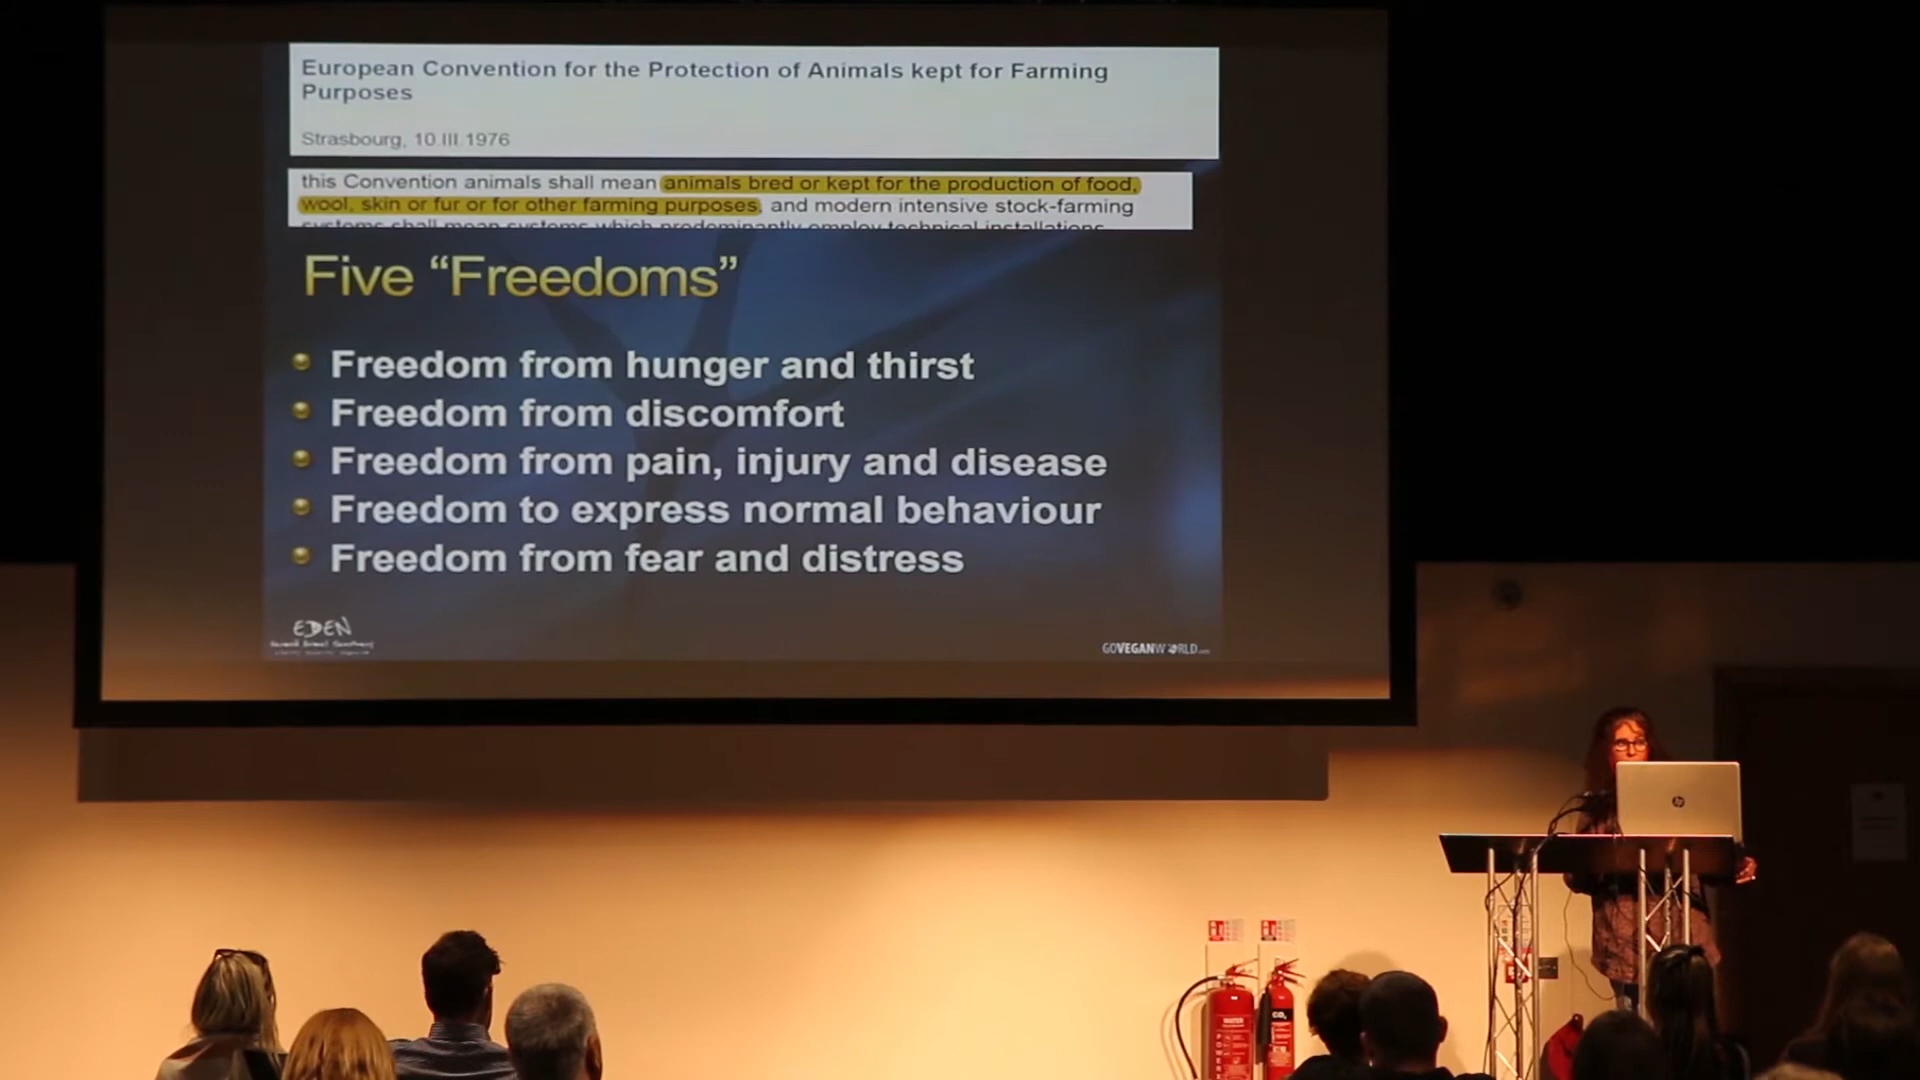 European Convention for the Protection of Animals kept for Farming
Purposes
Strasbourg, 10.III.1976
this Convention animals shall mean animals bred or kept for the production of food,
wool, skin or fur or for other farming purposes, and modern intensive stock-farming
systems shall mean systems which predominantly employ technical installations
Five “Freedoms”
Freedom from hunger and thirst
Freedom from discomfort
Freedom from pain, injury and disease
Freedom to express normal behaviour
Freedom from fear and distress
EDEN
GOVEGANWORLD.com
hp
WATER
CO₂